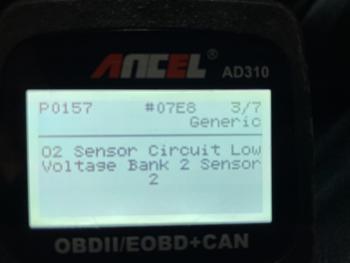 ANCEL® AD310
P0157 #07E8 3/7
Generic
O2 Sensor Circuit Low
Voltage Bank 2 Sensor
2
OBDII/EOBD+CAN